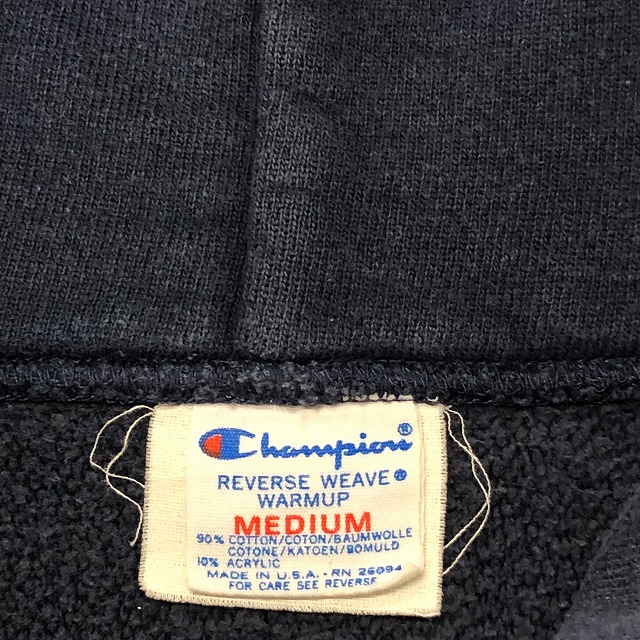 Champion®
REVERSE WEAVE®
WARMUP
MEDIUM
90% COTTON/COTON/BAUMWOLLE
COTONE/KATOEN/BOMULD
10% ACRYLIC
MADE IN U.S.A. - RN 26094
FOR CARE SEE REVERSE